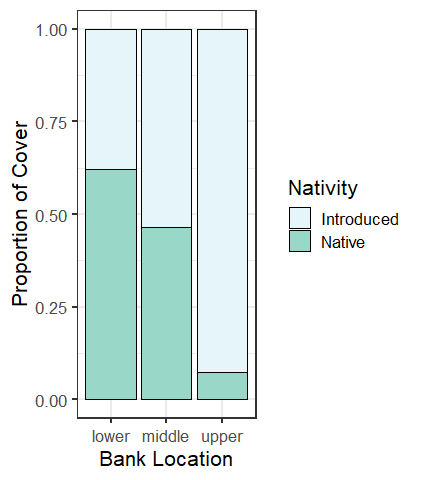 1.00
0.75
0.50
0.25
0.00
Proportion of Cover
lower middle upper
Bank Location
Nativity
Introduced
Native